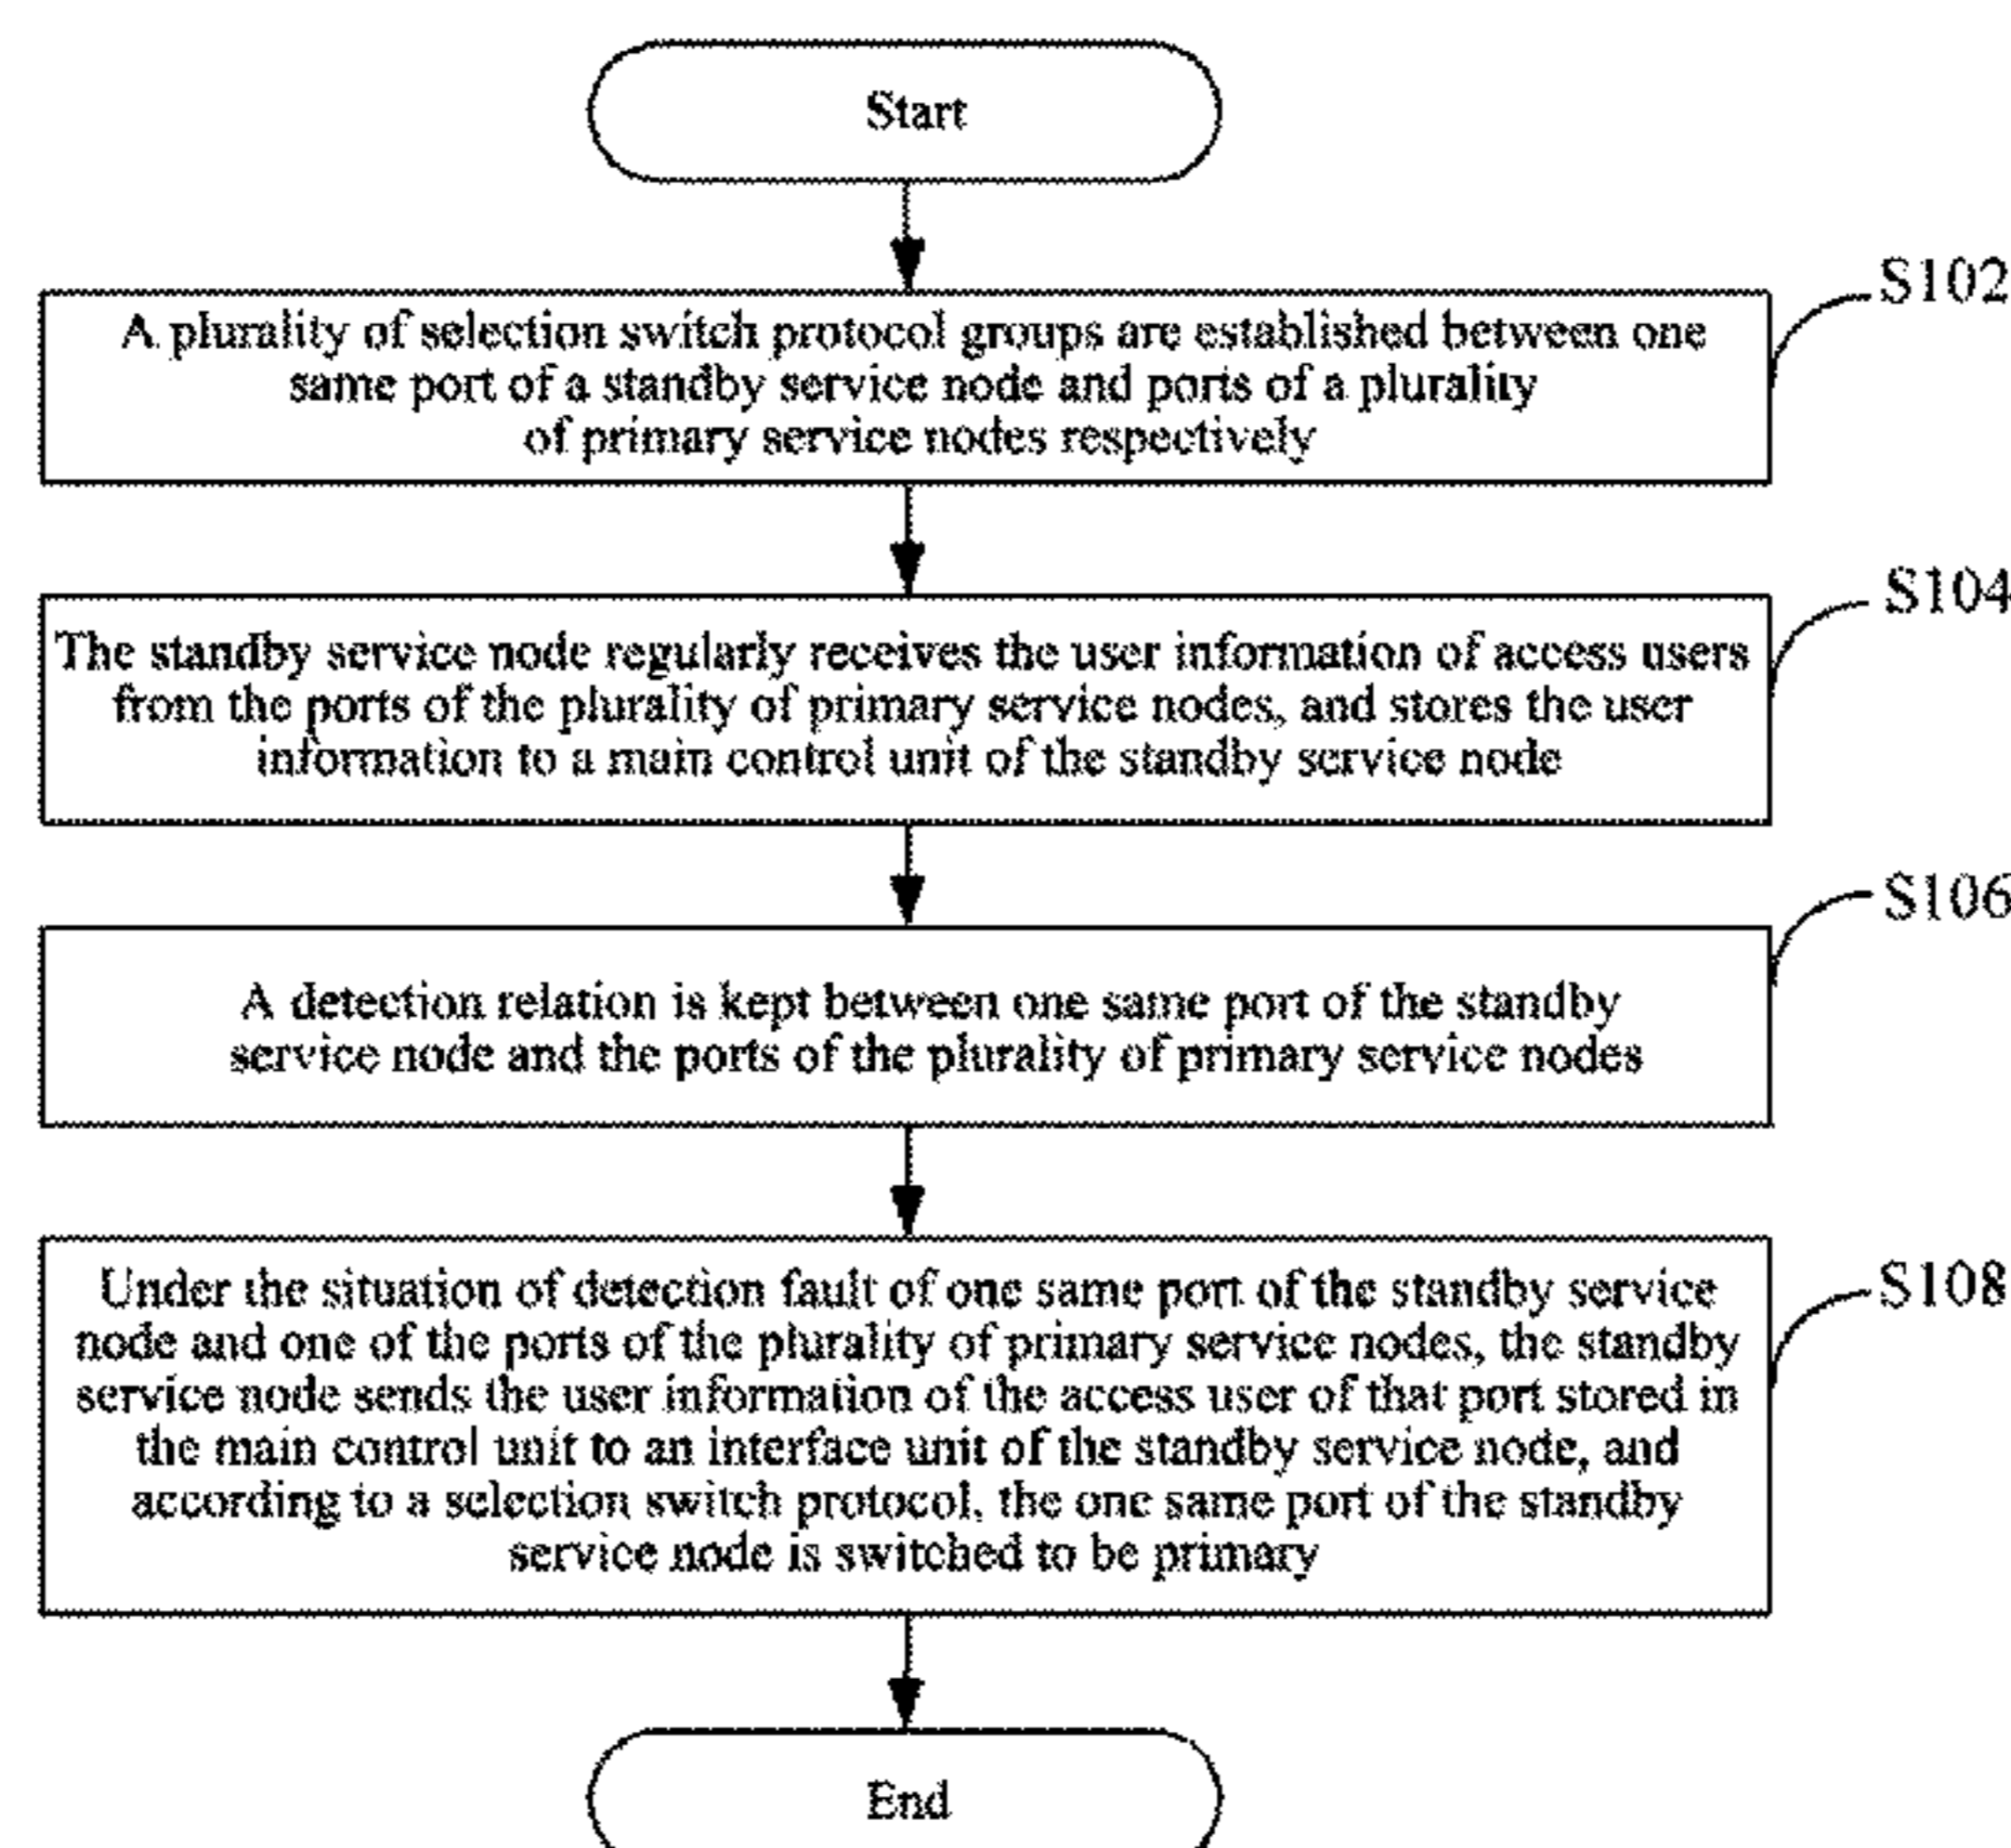 Start
S102
A plurality of selection switch protocol groups are established between one
same port of a standby service node and ports of a plurality
of primary service nodes respectively
S104
The standby service node regularly receives the user information of access users
from the ports of the plurality of primary service nodes, and stores the user
information to a main control unit of the standby service node
S106
A detection relation is kept between one same port of the standby
service node and the ports of the plurality of primary service nodes
S108
Under the situation of detection fault of one same port of the standby service
node and one of the ports of the plurality of primary service nodes, the standby
service node sends the user information of the access user of that port stored in
the main control unit to an interface unit of the standby service node, and
according to a selection switch protocol, the one same port of the standby
service node is switched to be primary
End